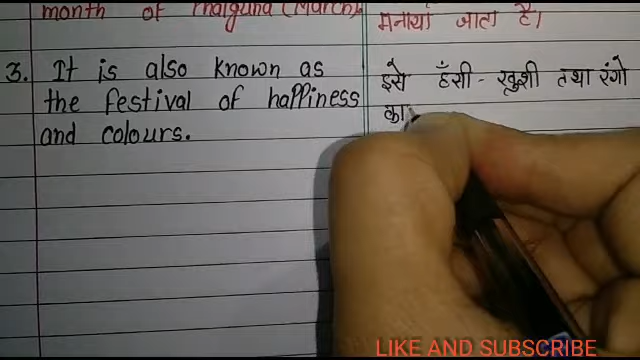 month of Phalguna (March).
मनाया जाता है।
3. It is also known as
the festival of happiness
and colours.
इसे हँसी - खुशी तथा रंगो
का
LIKE AND SUBSCRIBE